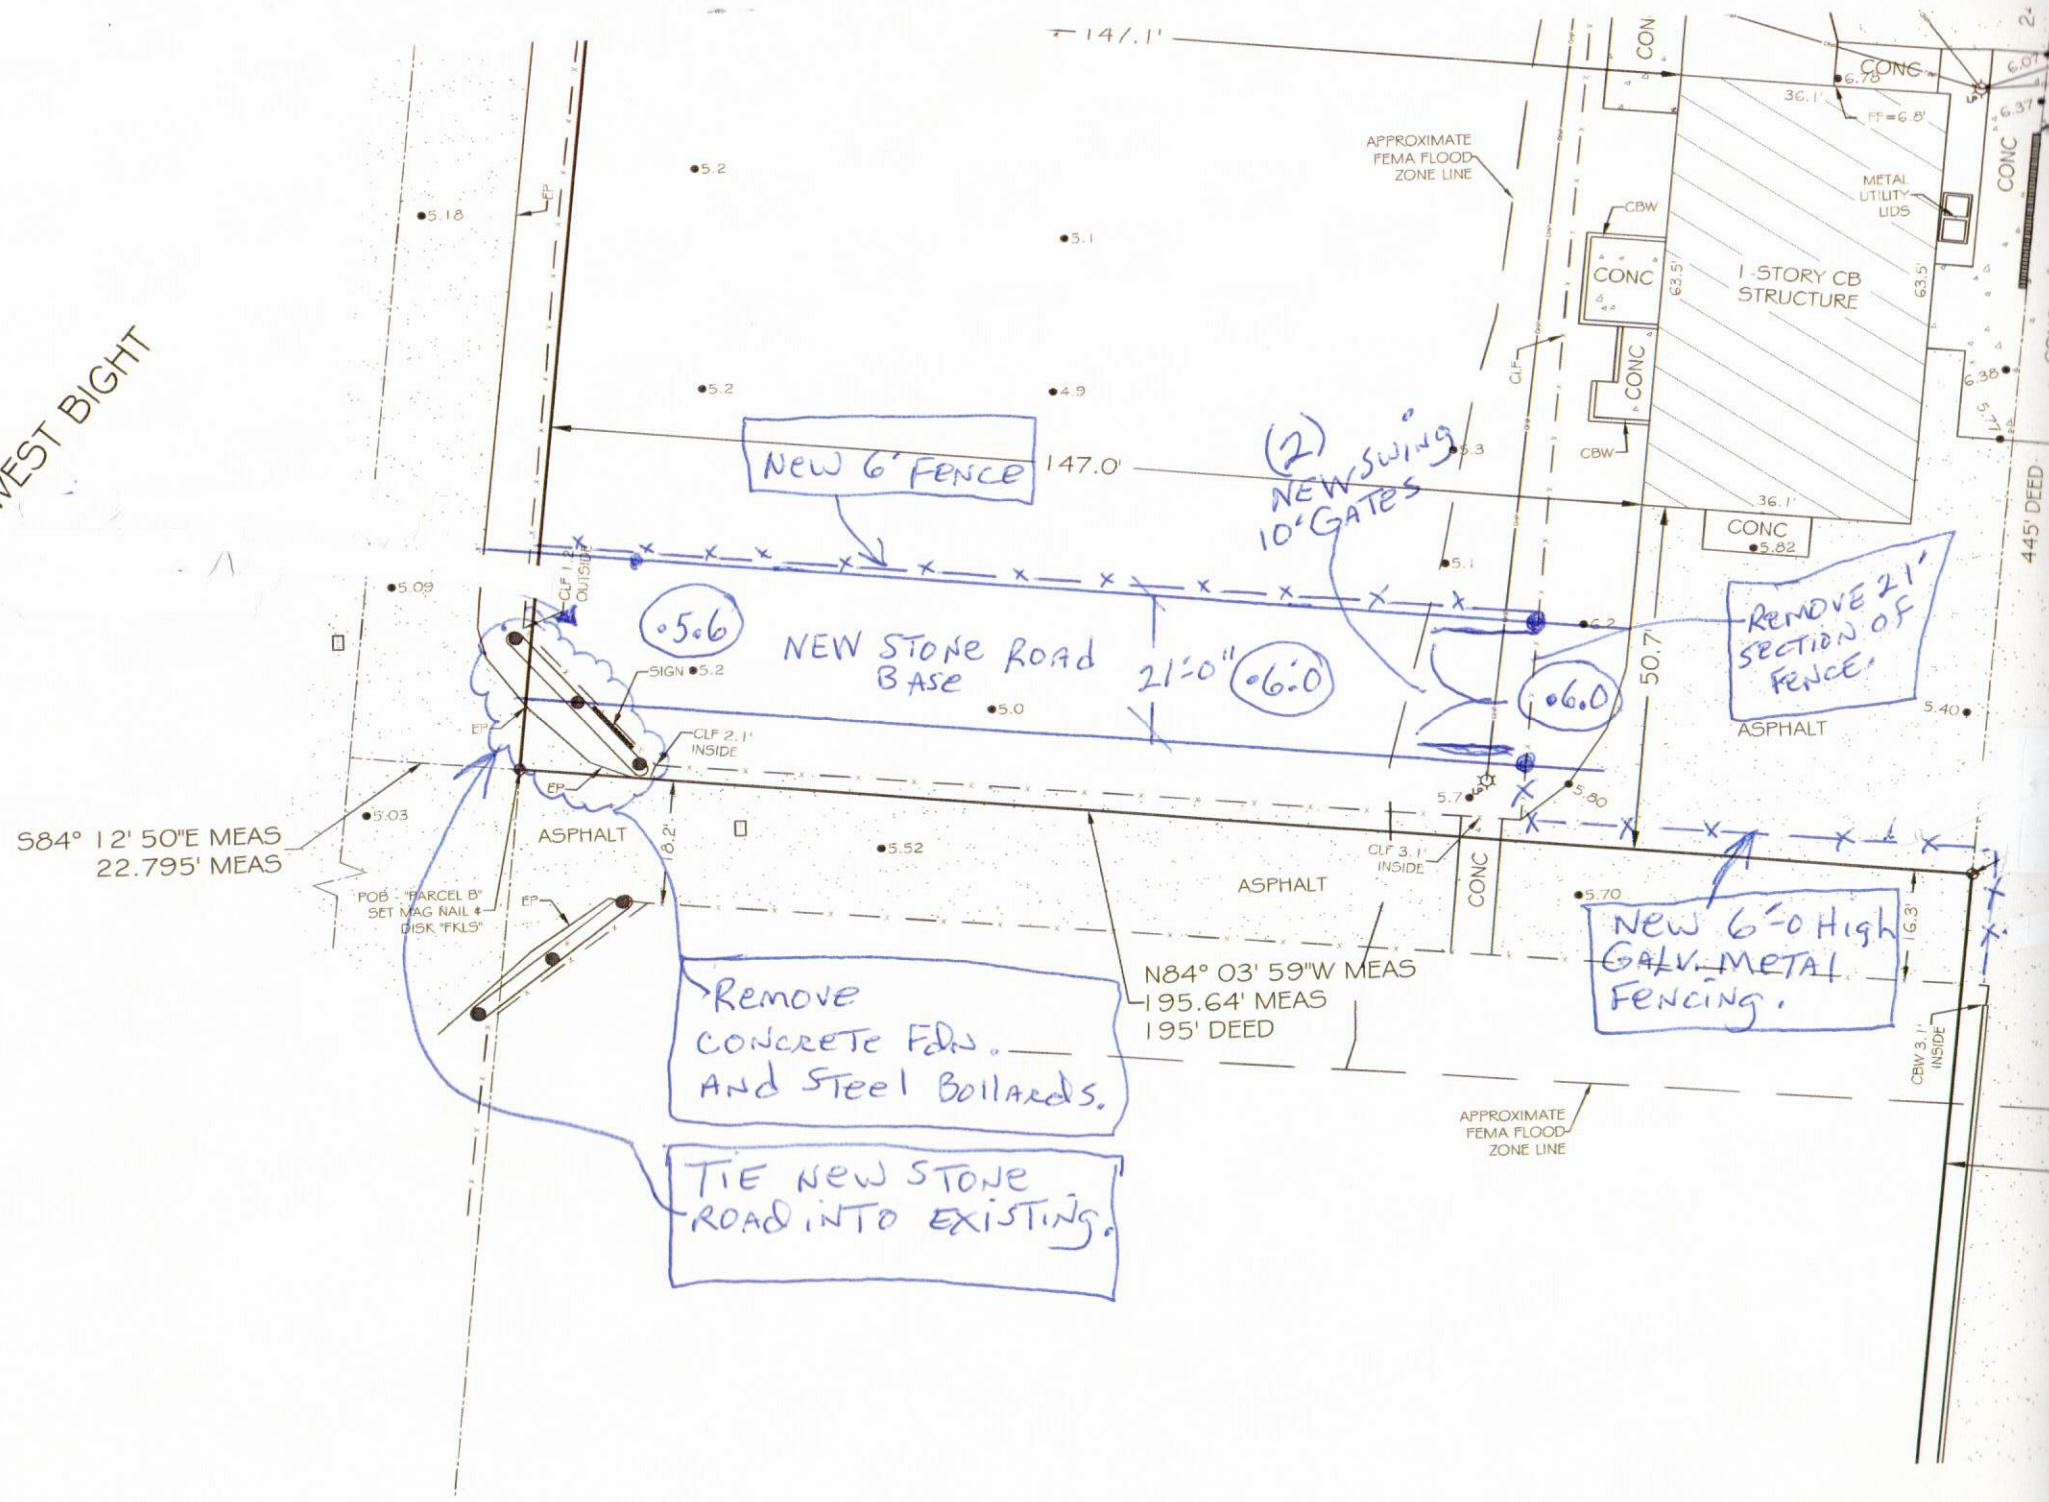 147.1'
CON
CONC
6.78
6.07
6.37
36.1'
FF=6.8'
CONC
APPROXIMATE
FEMA FLOOD
ZONE LINE
METAL
UTILITY
LIDS
5.2
5.18
EP
5.1
CBW
CONC
63.5'
1-STORY CB
STRUCTURE
63.5'
WEST BIGHT
5.2
4.9
CLF
CONC
6.38
5.71
NEW 6' FENCE
147.0'
(2)
NEW SWING
10' GATES
5.3
CBW
36.1'
CONC
5.82
445' DEED
CLF 1.2'
OUTSIDE
5.1
5.09
.5.6
NEW STONE ROAD
BASE
21'-0"
.6.0
6.2
.6.0
50.7'
REMOVE 21'
SECTION OF
FENCE.
SIGN
5.2
5.0
5.40
ASPHALT
EP
CLF 2.1'
INSIDE
EP
5.7
5.80
S84° 12' 50"E MEAS
22.795' MEAS
5.03
ASPHALT
18.2'
5.52
CLF 3.1'
INSIDE
ASPHALT
CONC
5.70
POB "PARCEL B"
SET MAG NAIL &
DISK "FKLS"
EP
16.3'
NEW 6'-0 High
GALV. METAL
FENCING.
N84° 03' 59"W MEAS
195.64' MEAS
195' DEED
Remove
CONCRETE FDN.
AND STEEL BOLLARDS.
CBW 3.1'
INSIDE
APPROXIMATE
FEMA FLOOD
ZONE LINE
TIE NEW STONE
ROAD INTO EXISTING.